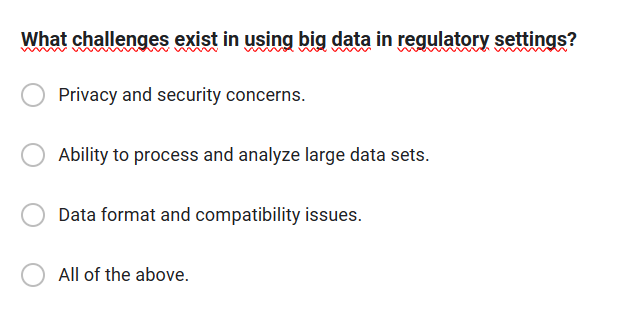 What challenges exist in using big data in regulatory settings?
Privacy and security concerns.
Ability to process and analyze large data sets.
Data format and compatibility issues.
All of the above.